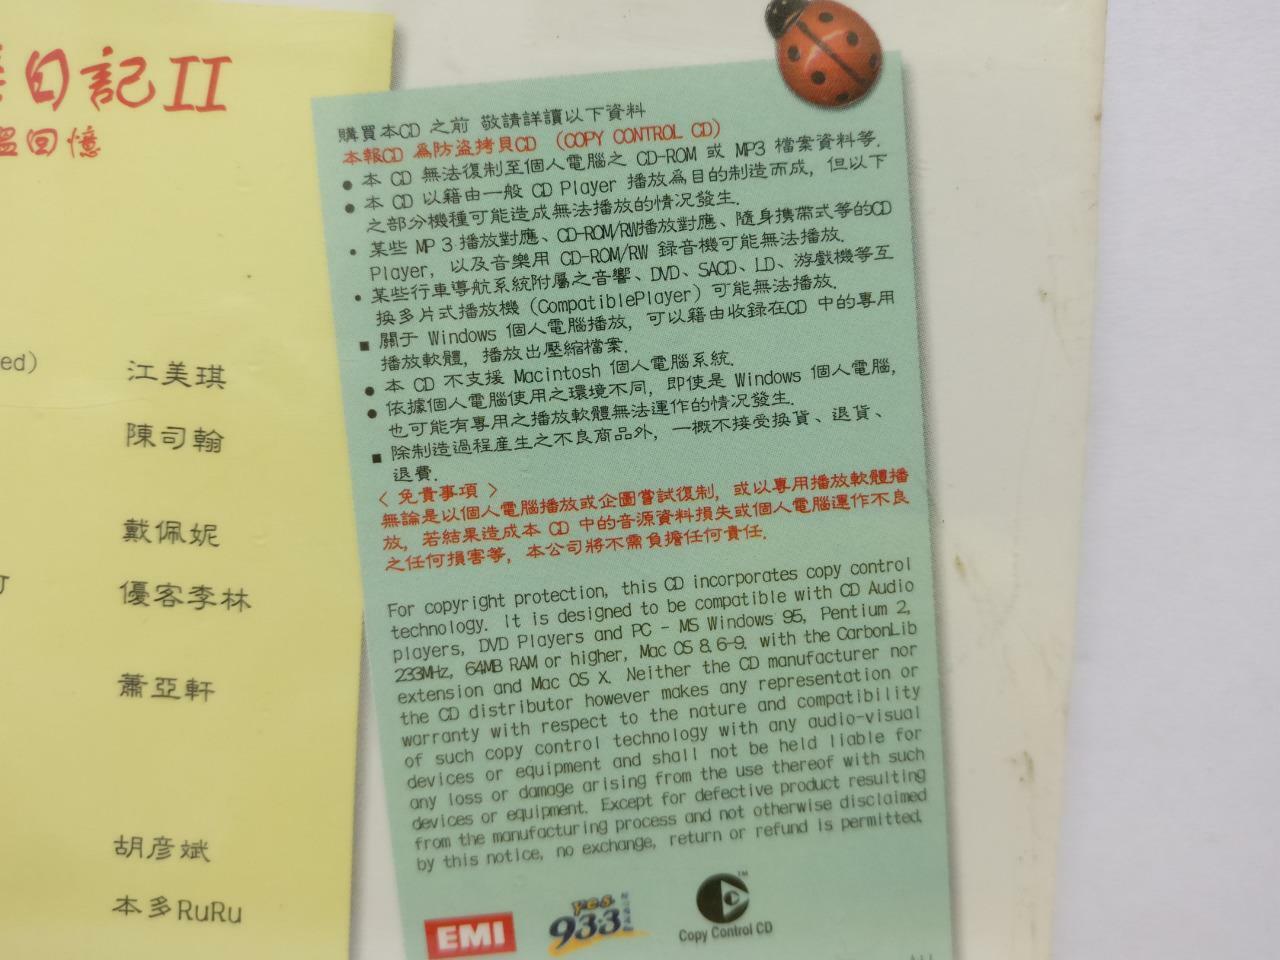 日記II
回憶
ed)
江美琪
陳司翰
戴佩妮
優客李林
蕭亞軒
胡彥斌
本多RuRu
購買本CD 之前 敬請詳讀以下資料
本報CD 為防盜拷貝CD (COPY CONTROL CD)
● 本 CD 無法復制至個人電腦之 CD-ROM 或 MP3 檔案資料等.
● 本 CD 以籍由一般 CD Player 播放爲目的制造而成, 但以下
之部分機種可能造成無法播放的情况發生.
• 某些 MP 3 播放對應、CD-ROM/RW播放對應、隨身携帶式等的CD
Player, 以及音樂用 CD-ROM/RW 録音機可能無法播放.
• 某些行車導航系統附屬之音響、DVD、SACD、LD、游戲機等互
換多片式播放機 (CompatiblePlayer) 可能無法播放.
■ 關于 Windows 個人電腦播放, 可以籍由收録在CD 中的専用
播放軟體, 播放出壓縮檔案.
● 本 CD 不支援 Macintosh 個人電腦系統.
● 依據個人電腦使用之環境不同, 即使是 Windows 個人電腦,
也可能有專用之播放軟體無法運作的情况發生.
■ 除制造過程産生之不良商品外, 一概不接受換貨、退貨、
退費.
< 免責事項 >
無論是以個人電腦播放或企圖嘗試復制, 或以専用播放軟體播
放, 若結果造成本 CD 中的音源資料損失或個人電腦運作不良
之任何損害等, 本公司將不需負擔任何責任.
For copyright protection, this CD incorporates copy control
technology. It is designed to be compatible with CD Audio
players, DVD Players and PC - MS Windows 95, Pentium 2,
233MHz, 64MB RAM or higher, Mac OS 8.6-9. with the CarbonLib
extension and Mac OS X. Neither the CD manufacturer nor
the CD distributor however makes any representation or
warranty with respect to the nature and compatibility
of such copy control technology with any audio-visual
devices or equipment and shall not be held liable for
any loss or damage arising from the use thereof with such
devices or equipment. Except for defective product resulting
from the manufacturing process and not otherwise disclaimed
by this notice, no exchange, return or refund is permitted.
EMI
yes
933
Copy Control CD
TM